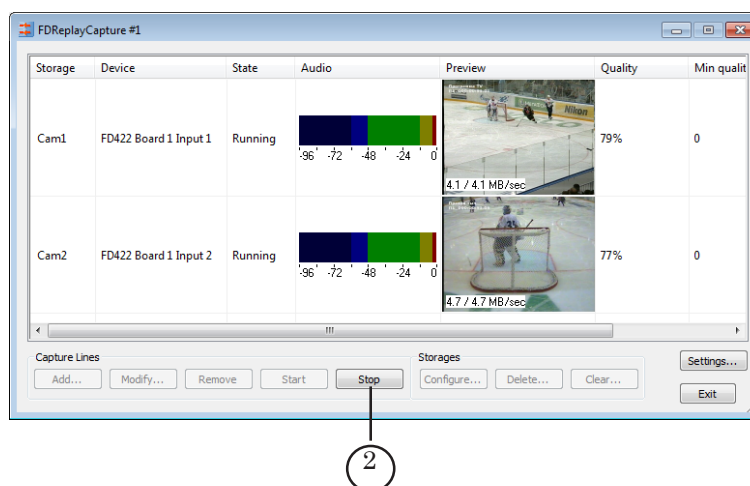 FDReplayCapture #1
Storage Device State Audio Preview Quality Min qualit
Cam1 FD422 Board 1 Input 1 Running 79% 0
-96 -72 -48 -24 0
Nikon
4.1 / 4.1 MB/sec
Cam2 FD422 Board 1 Input 2 Running 77% 0
-96 -72 -48 -24 0
4.7 / 4.7 MB/sec
Capture Lines Storages
Settings...
Add... Modify... Remove Start Stop Configure... Delete... Clear...
Exit
2